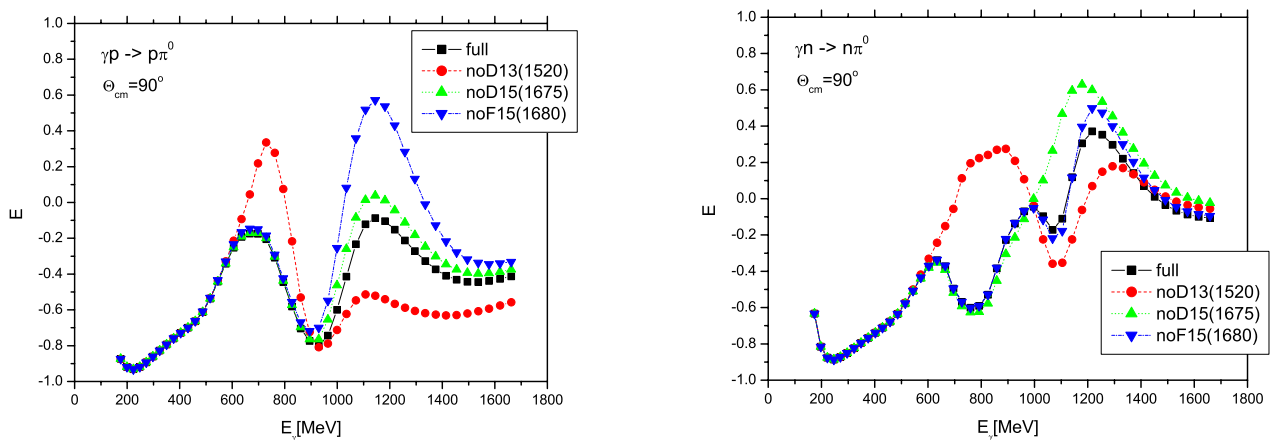 γp -> pπ⁰
Θcm=90°
full
noD13(1520)
noD15(1675)
noF15(1680)
E
1.0
0.8
0.6
0.4
0.2
0.0
-0.2
-0.4
-0.6
-0.8
-1.0
0 200 400 600 800 1000 1200 1400 1600 1800
Eγ[MeV]
γn -> nπ⁰
Θcm=90°
full
noD13(1520)
noD15(1675)
noF15(1680)
E
1.0
0.8
0.6
0.4
0.2
0.0
-0.2
-0.4
-0.6
-0.8
-1.0
0 200 400 600 800 1000 1200 1400 1600 1800
Eγ[MeV]